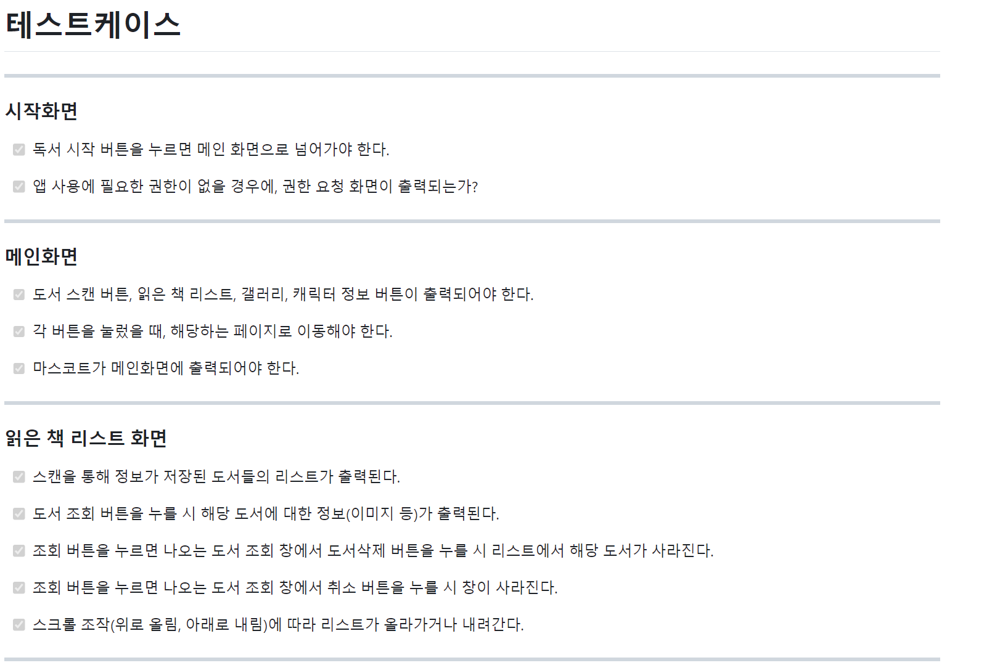 테스트케이스
시작화면
독서 시작 버튼을 누르면 메인 화면으로 넘어가야 한다.
앱 사용에 필요한 권한이 없을 경우에, 권한 요청 화면이 출력되는가?
메인화면
도서 스캔 버튼, 읽은 책 리스트, 갤러리, 캐릭터 정보 버튼이 출력되어야 한다.
각 버튼을 눌렀을 때, 해당하는 페이지로 이동해야 한다.
마스코트가 메인화면에 출력되어야 한다.
읽은 책 리스트 화면
스캔을 통해 정보가 저장된 도서들의 리스트가 출력된다.
도서 조회 버튼을 누를 시 해당 도서에 대한 정보(이미지 등)가 출력된다.
조회 버튼을 누르면 나오는 도서 조회 창에서 도서삭제 버튼을 누를 시 리스트에서 해당 도서가 사라진다.
조회 버튼을 누르면 나오는 도서 조회 창에서 취소 버튼을 누를 시 창이 사라진다.
스크롤 조작(위로 올림, 아래로 내림)에 따라 리스트가 올라가거나 내려간다.